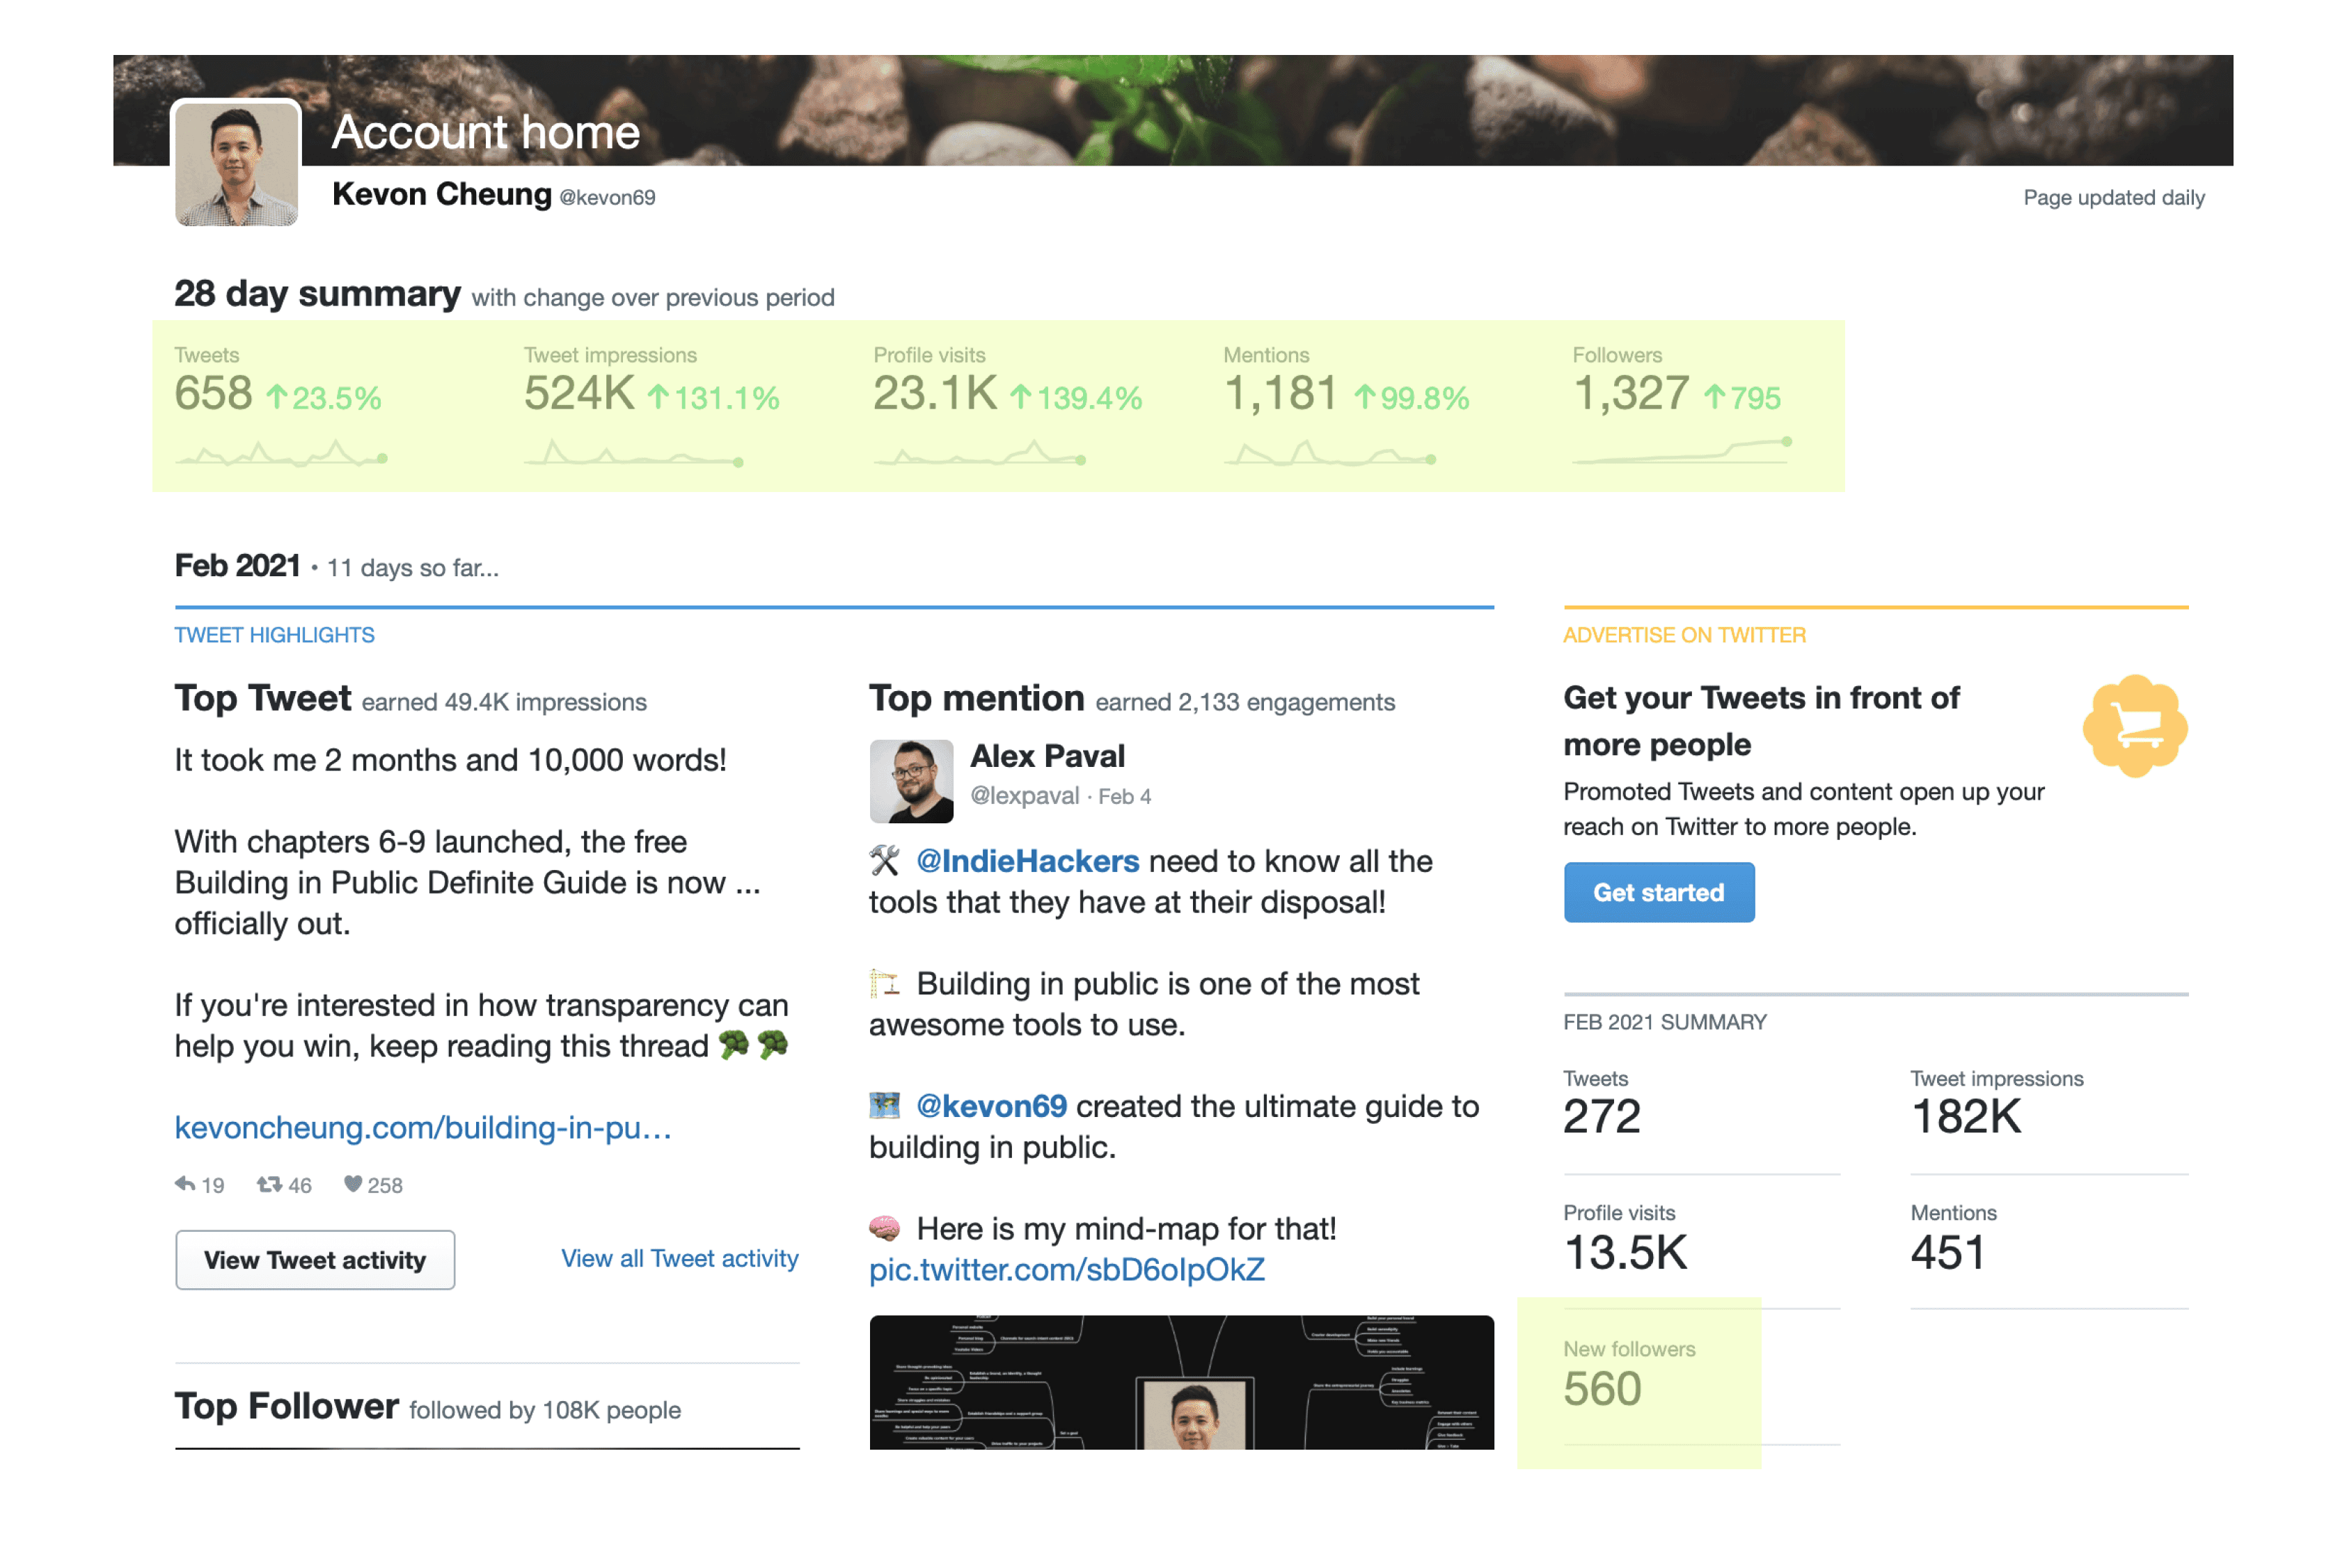 Account home
Kevon Cheung @kevon69
Page updated daily
28 day summary with change over previous period
Tweets
658 ↑23.5%
Tweet impressions
524K ↑131.1%
Profile visits
23.1K ↑139.4%
Mentions
1,181 ↑99.8%
Followers
1,327 ↑795
Feb 2021 • 11 days so far...
TWEET HIGHLIGHTS
Top Tweet earned 49.4K impressions
It took me 2 months and 10,000 words!
With chapters 6-9 launched, the free
Building in Public Definite Guide is now ...
officially out.
If you're interested in how transparency can
help you win, keep reading this thread 🥦🥦
kevoncheung.com/building-in-pu…
19 46 258
View Tweet activity
View all Tweet activity
Top Follower followed by 108K people
Top mention earned 2,133 engagements
Alex Paval
@lexpaval · Feb 4
🛠 @IndieHackers need to know all the
tools that they have at their disposal!
🏗 Building in public is one of the most
awesome tools to use.
🗺 @kevon69 created the ultimate guide to
building in public.
🧠 Here is my mind-map for that!
pic.twitter.com/sbD6olpOkZ
ADVERTISE ON TWITTER
Get your Tweets in front of
more people
Promoted Tweets and content open up your
reach on Twitter to more people.
Get started
FEB 2021 SUMMARY
Tweets
272
Tweet impressions
182K
Profile visits
13.5K
Mentions
451
New followers
560